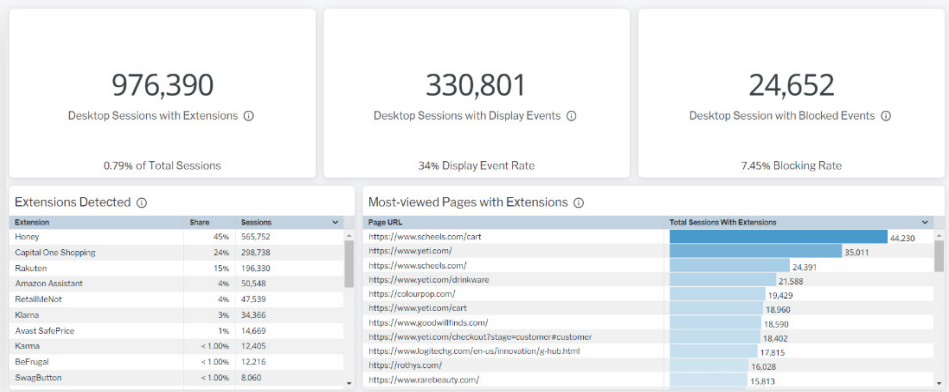 976,390
Desktop Sessions with Extensions
0.79% of Total Sessions
330,801
Desktop Sessions with Display Events
34% Display Event Rate
24,652
Desktop Session with Blocked Events
7.45% Blocking Rate
Extensions Detected
Extension Share Sessions
Honey 45% 565,752
Capital One Shopping 24% 298,738
Rakuten 15% 196,330
Amazon Assistant 4% 50,548
RetailMeNot 4% 47,539
Klarna 3% 34,366
Avast SafePrice 1% 14,669
Karma < 1.00% 12,405
BeFrugal < 1.00% 12,216
SwagButton < 1.00% 8,060
Most-viewed Pages with Extensions
Page URL Total Sessions With Extensions
https://www.scheels.com/cart 44,230
https://www.yeti.com/ 35,011
https://www.scheels.com/ 24,391
https://www.yeti.com/drinkware 21,588
https://colourpop.com/ 19,429
https://www.yeti.com/cart 18,960
https://www.goodwillfinds.com/ 18,590
https://www.yeti.com/checkout?stage=customer#customer 18,402
https://www.logitechg.com/en-us/innovation/g-hub.html 17,815
https://rothys.com/ 16,028
https://www.rarebeauty.com/ 15,813